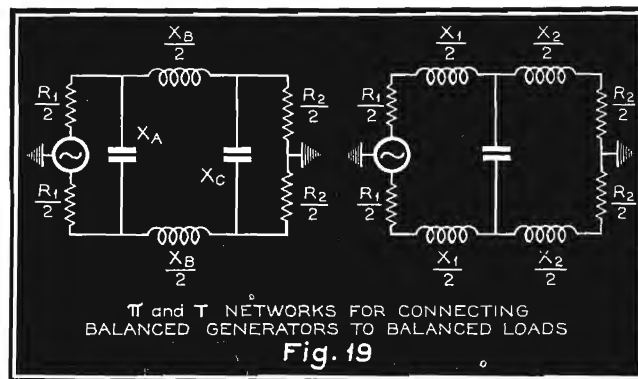 X_B/2
R_1/2
X_A
X_C
R_2/2
R_1/2
R_2/2
X_B/2
X_1/2
X_2/2
R_1/2
R_2/2
R_1/2
R_2/2
X_1/2
X_2/2
π and T NETWORKS FOR CONNECTING
BALANCED GENERATORS TO BALANCED LOADS
Fig. 19